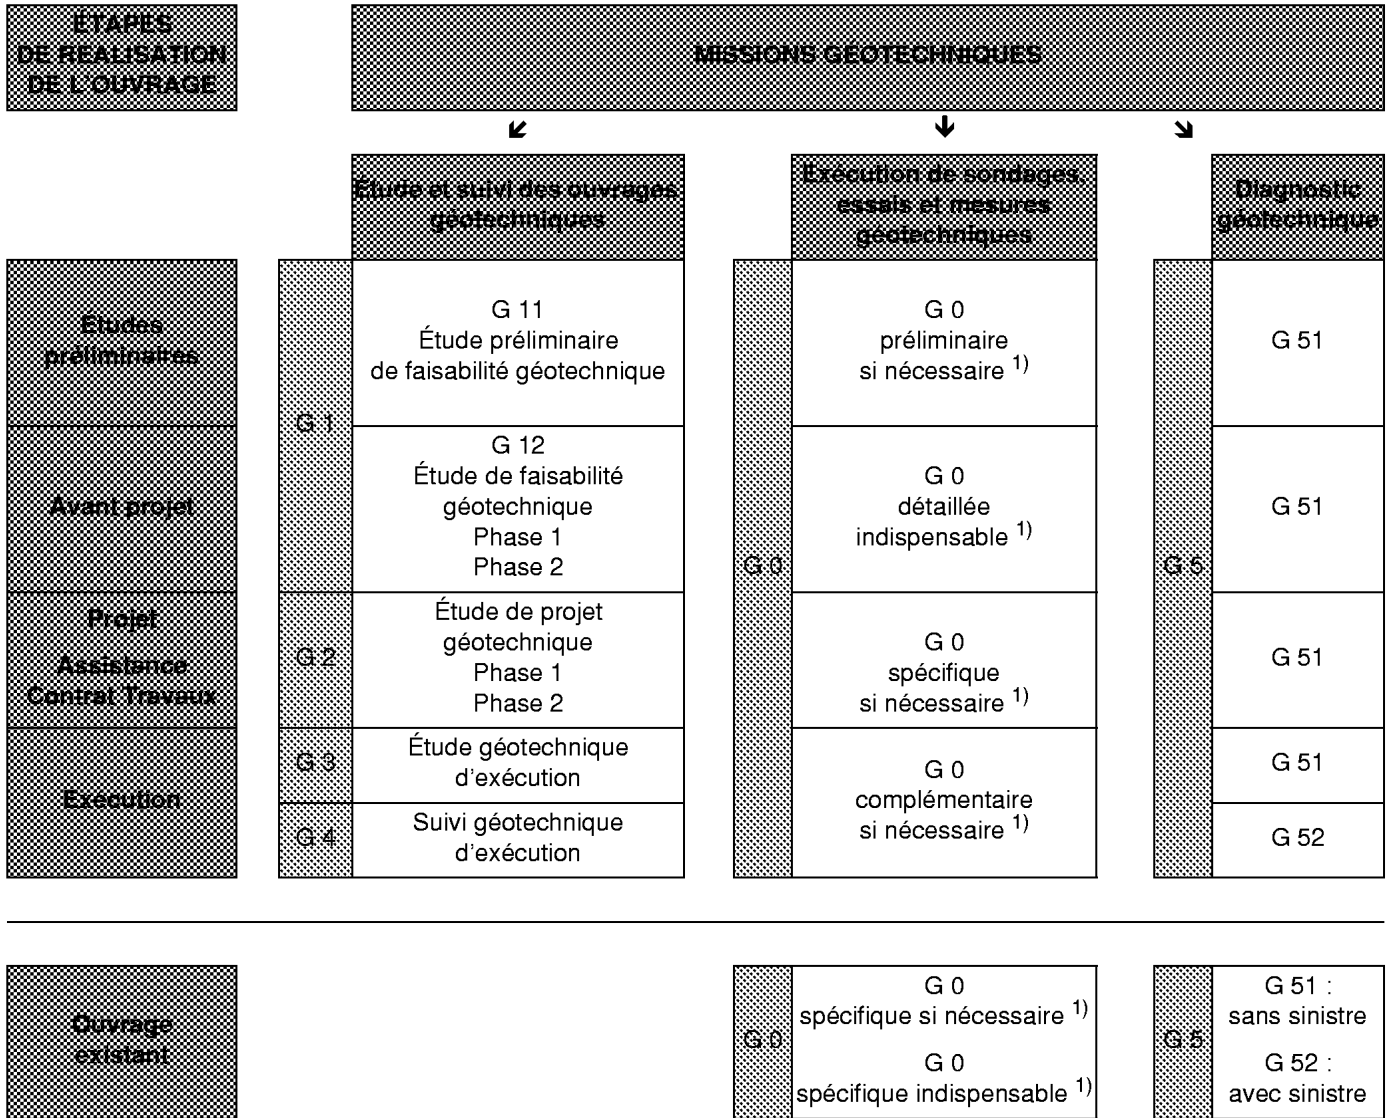 ÉTAPES
DE RÉALISATION
DE L'OUVRAGE
MISSIONS GÉOTECHNIQUES
Étude et suivi des ouvrages
géotechniques
Exécution de sondages,
essais et mesures
géotechniques
Diagnostic
géotechnique
Études
préliminaires
G 1
G 11
Étude préliminaire
de faisabilité géotechnique
G 0
G 0
préliminaire
si nécessaire 1)
G 5
G 51
Avant projet
G 12
Étude de faisabilité
géotechnique
Phase 1
Phase 2
G 0
détaillée
indispensable 1)
G 51
Projet
Assistance
Contrat Travaux
G 2
Étude de projet
géotechnique
Phase 1
Phase 2
G 0
spécifique
si nécessaire 1)
G 51
Exécution
G 3
Étude géotechnique
d'exécution
G 4
Suivi géotechnique
d'exécution
G 0
complémentaire
si nécessaire 1)
G 51
G 52
Ouvrage
existant
G 0
G 0
spécifique si nécessaire 1)
G 0
spécifique indispensable 1)
G 5
G 51 :
sans sinistre
G 52 :
avec sinistre